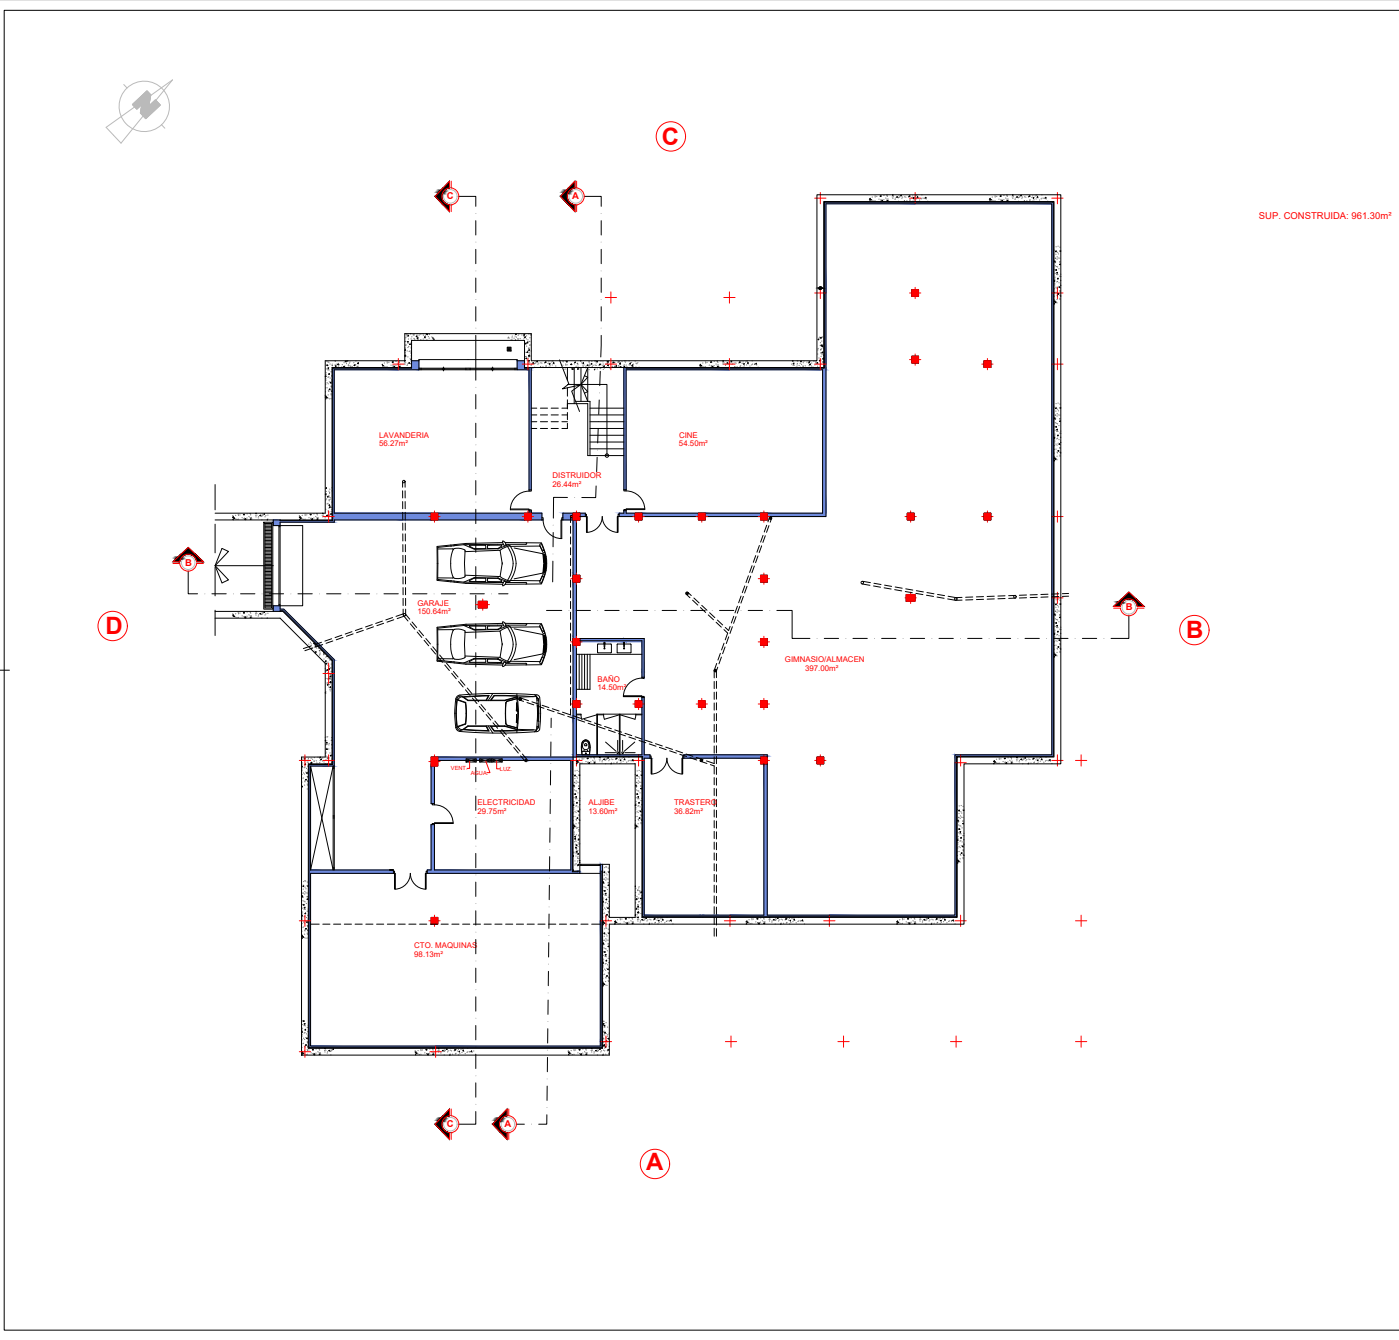 N
C
C
A
SUP. CONSTRUIDA: 961.30m²
LAVANDERIA
56.27m²
CINE
54.50m²
DISTRUIDOR
26.44m²
B
GARAJE
150.64m²
D
B
B
GIMNASIO/ALMACEN
397.00m²
BAÑO
14.50m²
VENT.
AGUA
LUZ.
ELECTRICIDAD
29.75m²
ALJIBE
13.60m²
TRASTERO
36.82m²
CTO. MAQUINAS
98.13m²
C
A
A